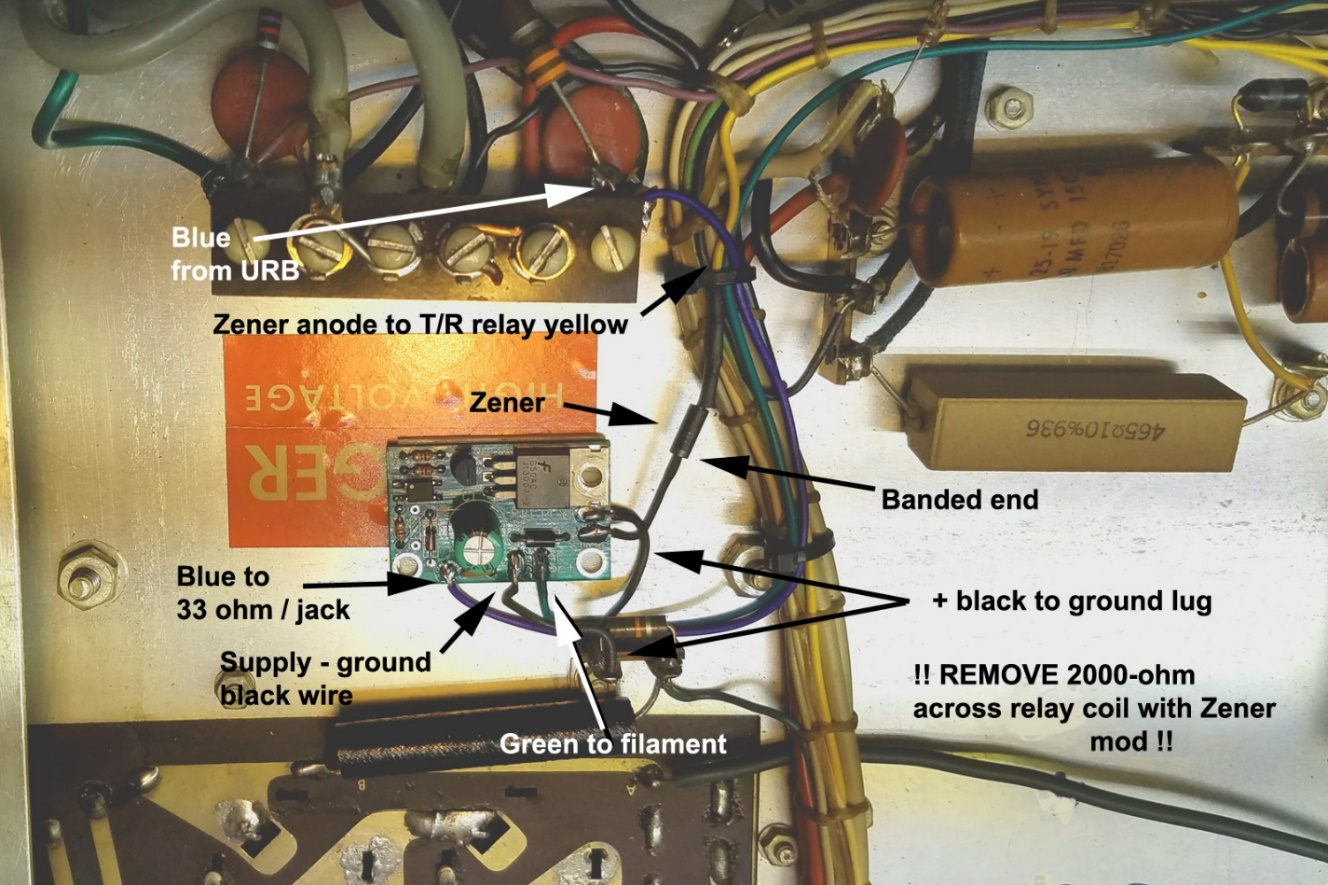 Blue
from URB
Zener anode to T/R relay yellow
HIGH VOLTAGE
Zener
Banded end
Blue to
33 ohm / jack
+ black to ground lug
Supply - ground
black wire
!! REMOVE 2000-ohm
across relay coil with Zener
mod !!
Green to filament
465Ω10%936